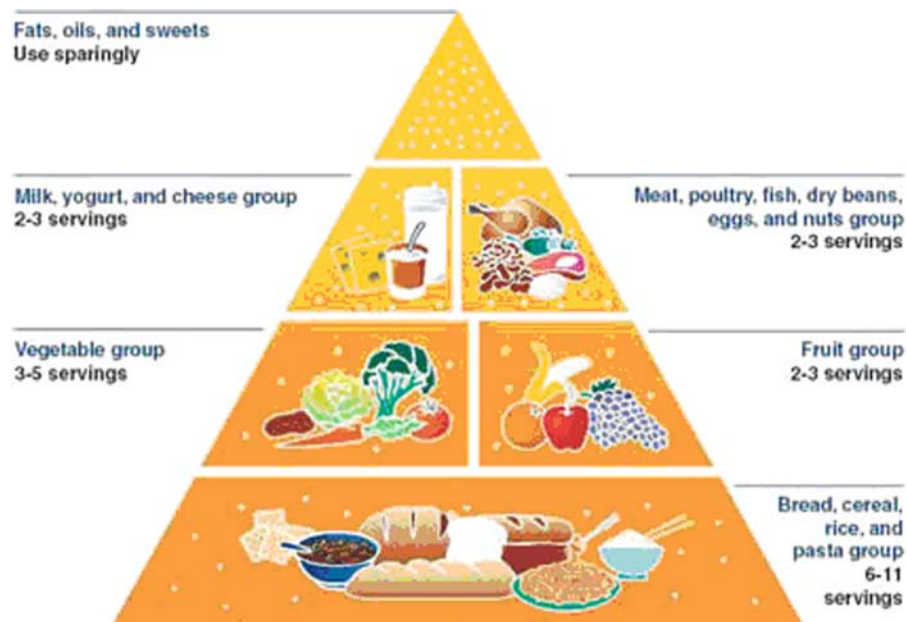 Fats, oils, and sweets
Use sparingly
Milk, yogurt, and cheese group
2-3 servings
Meat, poultry, fish, dry beans,
eggs, and nuts group
2-3 servings
Vegetable group
3-5 servings
Fruit group
2-3 servings
Bread, cereal,
rice, and
pasta group
6-11
servings